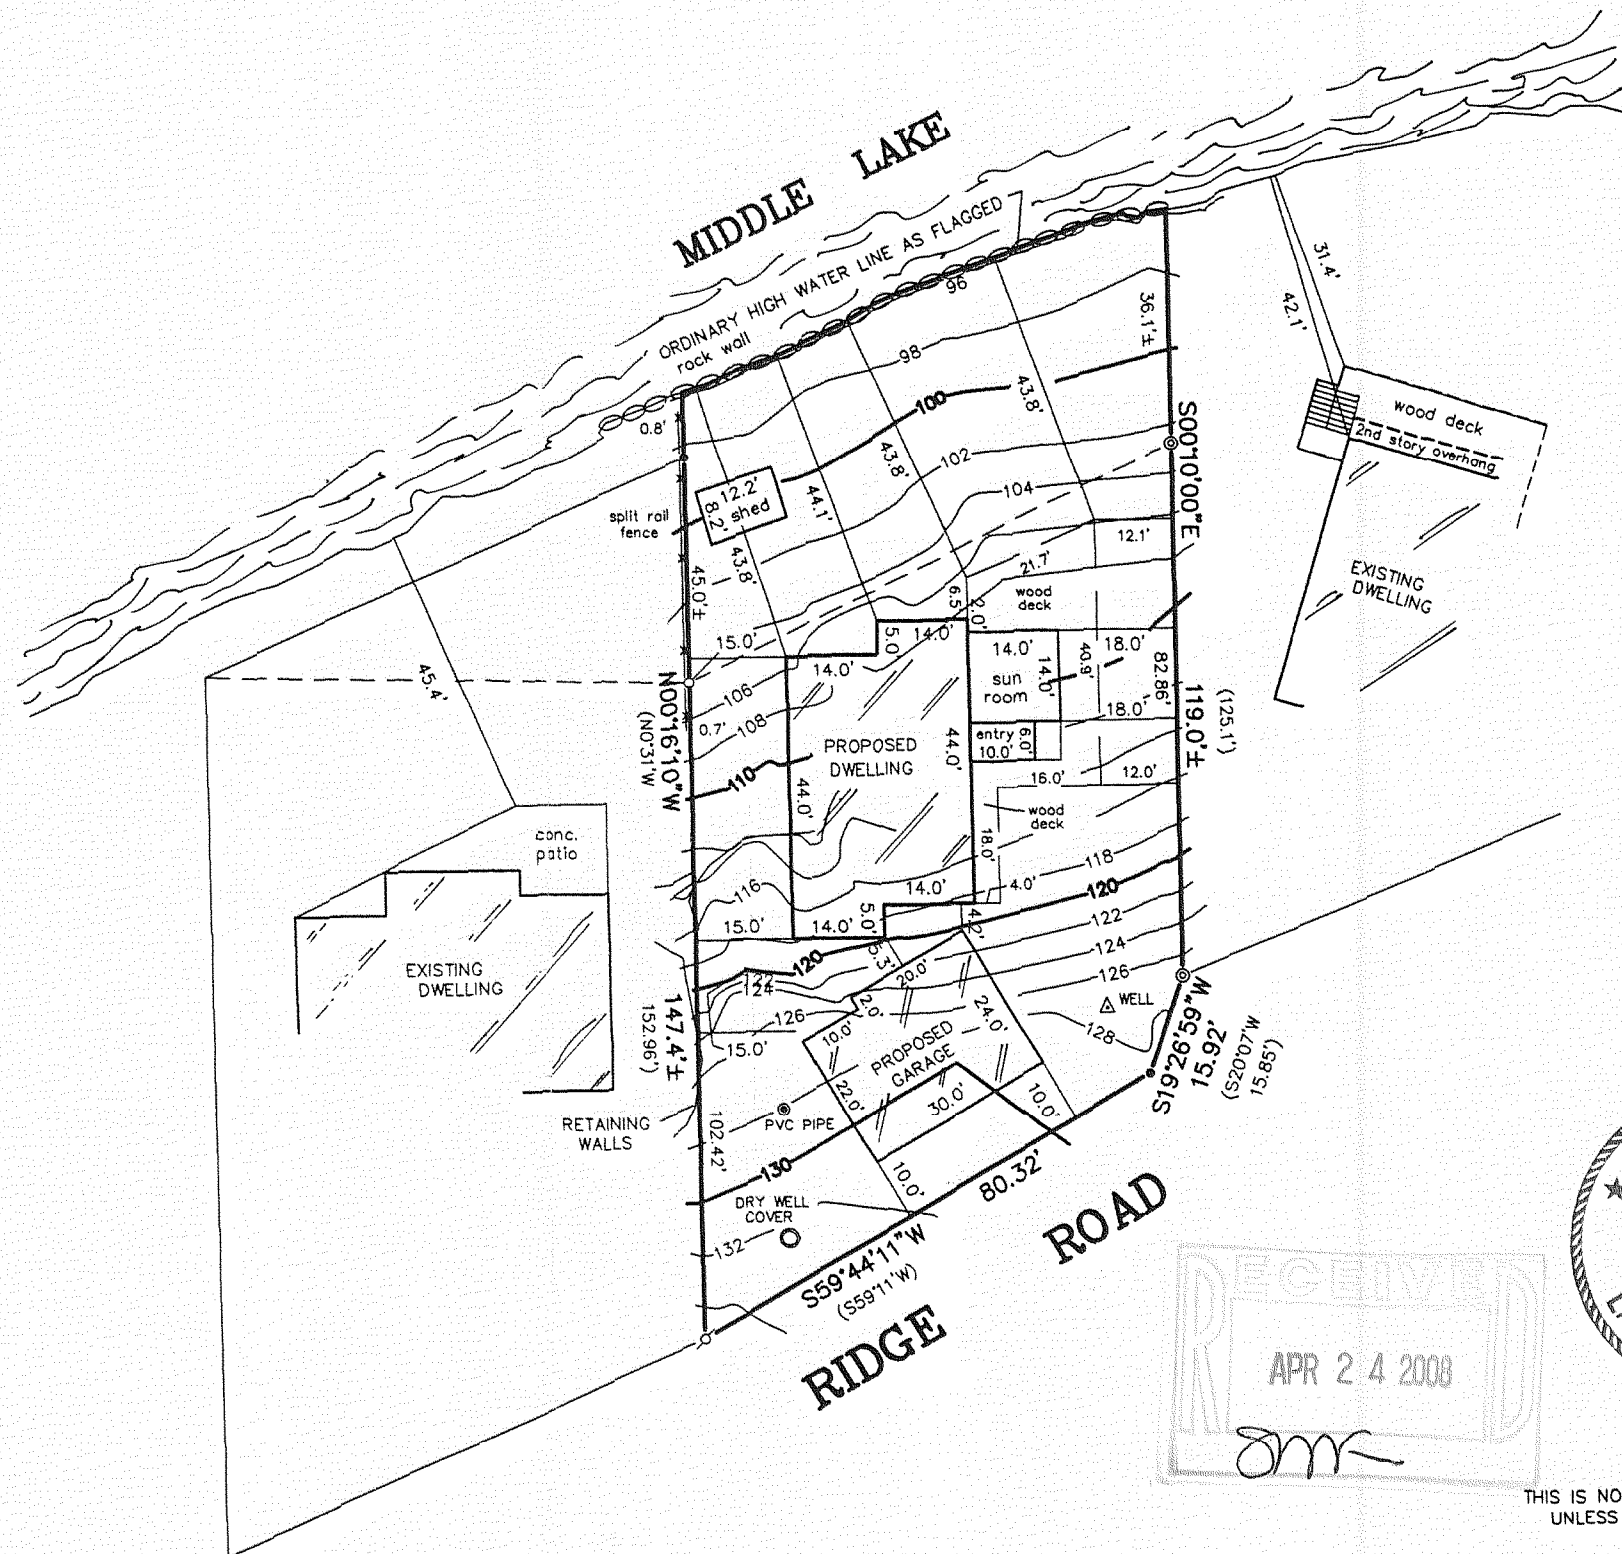 MIDDLE LAKE
ORDINARY HIGH WATER LINE AS FLAGGED
rock wall
96
98
100
102
104
36.1'±
31.4'
42.1'
wood deck
2nd story overhang
EXISTING
DWELLING
S00°10'00"E
0.8'
12.2'
8.2'
shed
split rail
fence
43.8'
44.1'
43.8'
43.8'
45.0'±
45.4'
12.1'
21.7'
wood
deck
6.5'
2.0'
15.0'
14.0'
5.0'
14.0'
14.0'
sun
room
14.0'
40.9'
18.0'
82.86'
18.0'
119.0'±
(125.1')
N00°16'10"W
(N0°31'W
0.7'
106
108
110
PROPOSED
DWELLING
44.0'
44.0'
entry
10.0'
6.0'
16.0'
12.0'
wood
deck
18.0'
conc.
patio
EXISTING
DWELLING
116
118
120
122
124
126
128
14.0'
4.0'
15.0'
14.0'
5.0'
4.2'
5.3'
120
122
124
126
20.0'
2.0'
10.0'
24.0'
WELL
147.4'±
152.96')
15.0'
PROPOSED
GARAGE
22.0'
30.0'
10.0'
10.0'
S19°26'59"W
15.92'
(S20°07'W
15.85')
RETAINING
WALLS
102.42'
PVC PIPE
130
DRY WELL
COVER
132
80.32'
S59°44'11"W
(S59°11'W)
RIDGE ROAD
RECEIVED
APR 2 4 2008
THIS IS NO
UNLESS